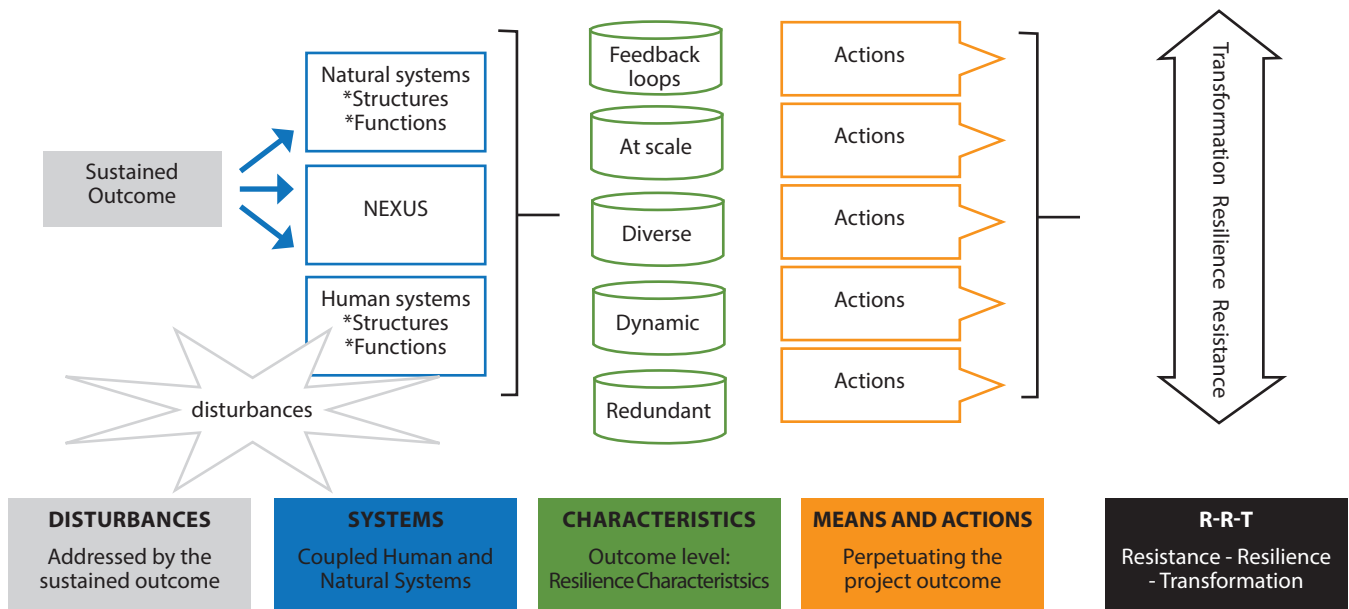 Sustained
Outcome
Natural systems
*Structures
*Functions
NEXUS
Human systems
*Structures
*Functions
disturbances
Feedback
loops
At scale
Diverse
Dynamic
Redundant
Actions
Actions
Actions
Actions
Actions
Transformation Resilience Resistance
DISTURBANCES
Addressed by the
sustained outcome
SYSTEMS
Coupled Human and
Natural Systems
CHARACTERISTICS
Outcome level:
Resilience Characteristsics
MEANS AND ACTIONS
Perpetuating the
project outcome
R-R-T
Resistance - Resilience
- Transformation